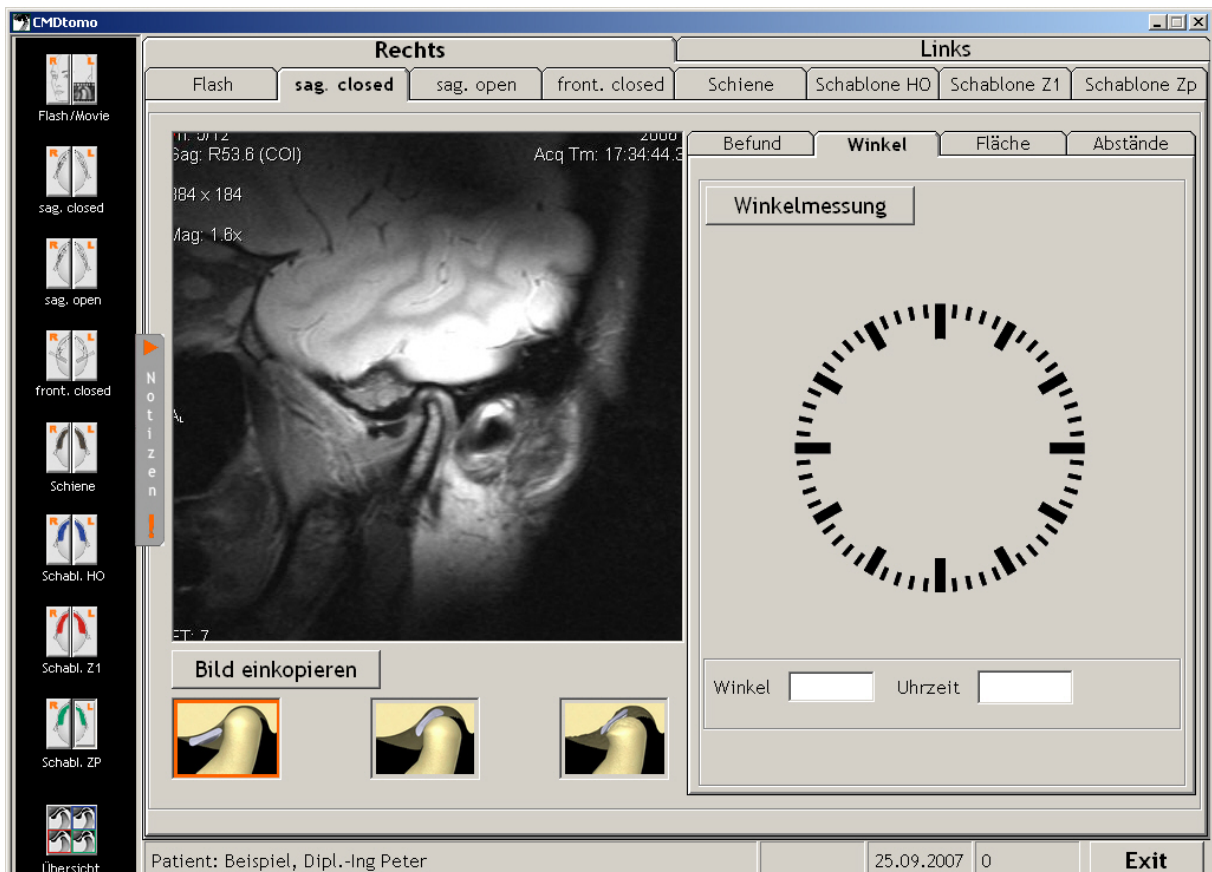 CMDtomo
Rechts
Links
Flash
sag. closed
sag. open
front. closed
Schiene
Schablone HO
Schablone Z1
Schablone Zp
R L
Flash/Movie
R L
sag. closed
R L
sag. open
R L
front. closed
R L
Schiene
R L
Schabl. HO
R L
Schabl. Z1
R L
Schabl. ZP
Übersicht
Notizen
!
2006
Sag: R53.6 (COI)
Acq Tm: 17:34:44.3
384 x 184
Mag: 1.6x
ET: 7
Bild einkopieren
Befund
Winkel
Fläche
Abstände
Winkelmessung
Winkel
Uhrzeit
Patient: Beispiel, Dipl.-Ing Peter
25.09.2007
0
Exit